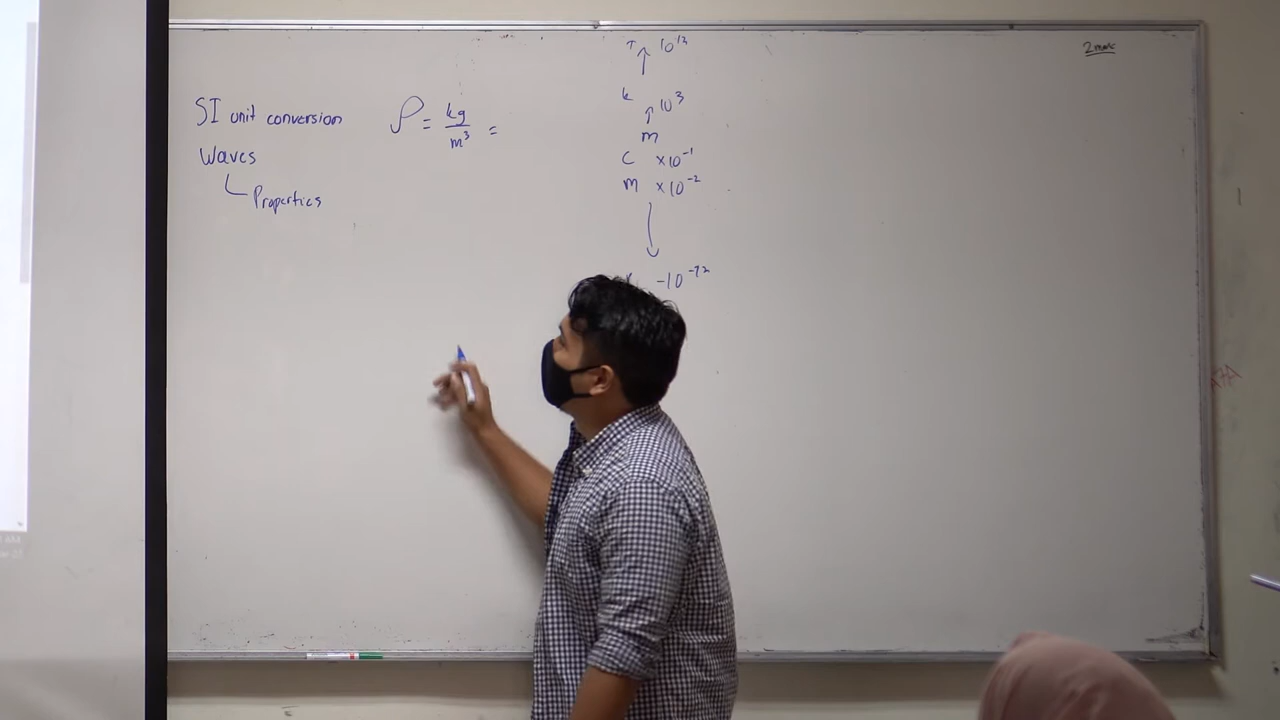 SI unit conversion
Waves
Properties
ρ = kg/m³ =
T ↑ 10¹²
k
↑ 10³
m
c ×10⁻¹
m ×10⁻²
-10⁻¹²